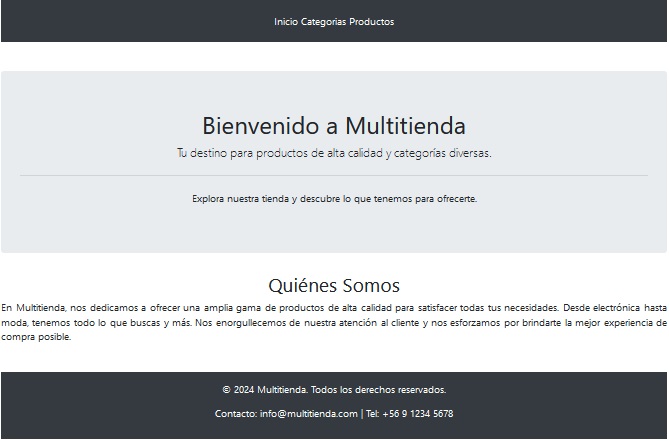 Inicio Categorias Productos
Bienvenido a Multitienda
Tu destino para productos de alta calidad y categorías diversas.
Explora nuestra tienda y descubre lo que tenemos para ofrecerte.
Quiénes Somos
En Multitienda, nos dedicamos a ofrecer una amplia gama de productos de alta calidad para satisfacer todas tus necesidades. Desde electrónica hasta
moda, tenemos todo lo que buscas y más. Nos enorgullecemos de nuestra atención al cliente y nos esforzamos por brindarte la mejor experiencia de
compra posible.
© 2024 Multitienda. Todos los derechos reservados.
Contacto: info@multitienda.com | Tel: +56 9 1234 5678